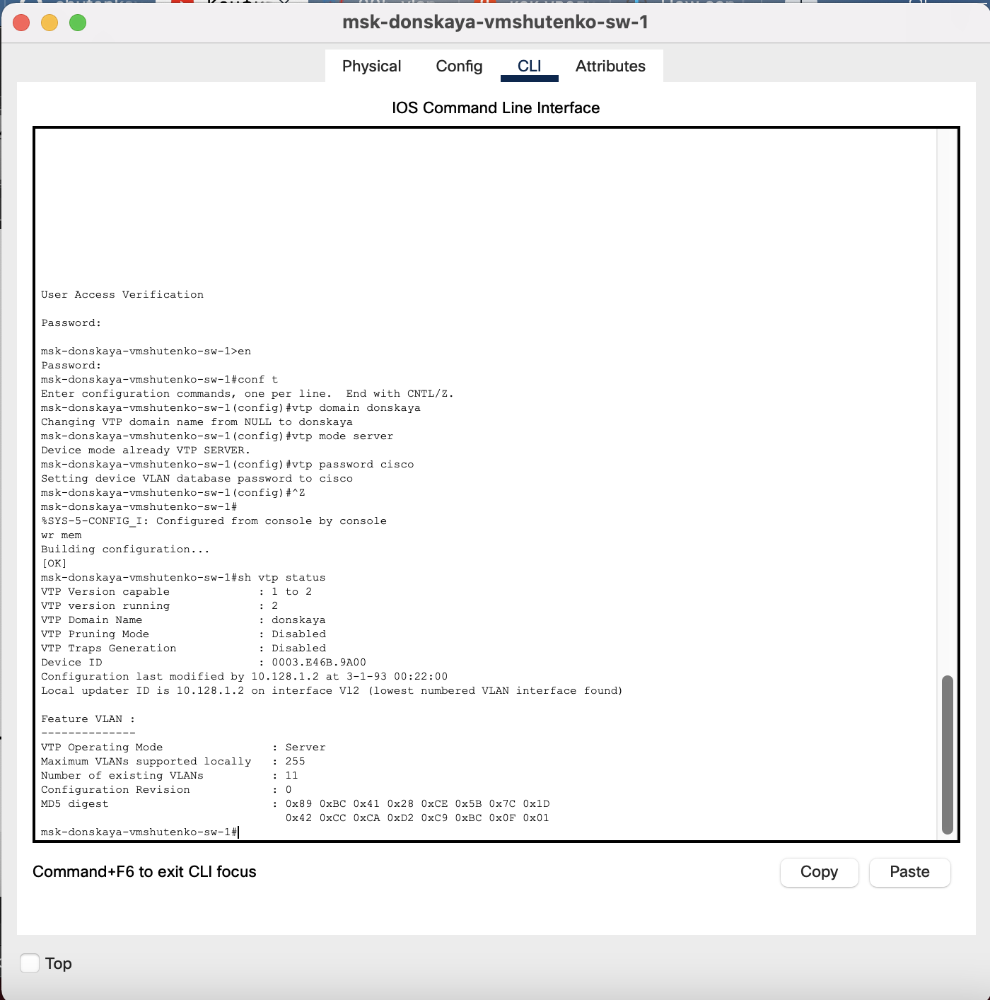 msk-donskaya-vmshutenko-sw-1
Physical Config CLI Attributes
IOS Command Line Interface
User Access Verification
Password:
msk-donskaya-vmshutenko-sw-1>en
Password:
msk-donskaya-vmshutenko-sw-1#conf t
Enter configuration commands, one per line.  End with CNTL/Z.
msk-donskaya-vmshutenko-sw-1(config)#vtp domain donskaya
Changing VTP domain name from NULL to donskaya
msk-donskaya-vmshutenko-sw-1(config)#vtp mode server
Device mode already VTP SERVER.
msk-donskaya-vmshutenko-sw-1(config)#vtp password cisco
Setting device VLAN database password to cisco
msk-donskaya-vmshutenko-sw-1(config)#^Z
msk-donskaya-vmshutenko-sw-1#
%SYS-5-CONFIG_I: Configured from console by console
wr mem
Building configuration...
[OK]
msk-donskaya-vmshutenko-sw-1#sh vtp status
VTP Version capable : 1 to 2
VTP version running : 2
VTP Domain Name : donskaya
VTP Pruning Mode : Disabled
VTP Traps Generation : Disabled
Device ID : 0003.E46B.9A00
Configuration last modified by 10.128.1.2 at 3-1-93 00:22:00
Local updater ID is 10.128.1.2 on interface Vl2 (lowest numbered VLAN interface found)
Feature VLAN :
--------------
VTP Operating Mode : Server
Maximum VLANs supported locally : 255
Number of existing VLANs : 11
Configuration Revision : 0
MD5 digest : 0x89 0xBC 0x41 0x28 0xCE 0x5B 0x7C 0x1D
0x42 0xCC 0xCA 0xD2 0xC9 0xBC 0x0F 0x01
msk-donskaya-vmshutenko-sw-1#
Command+F6 to exit CLI focus
Copy Paste
Top